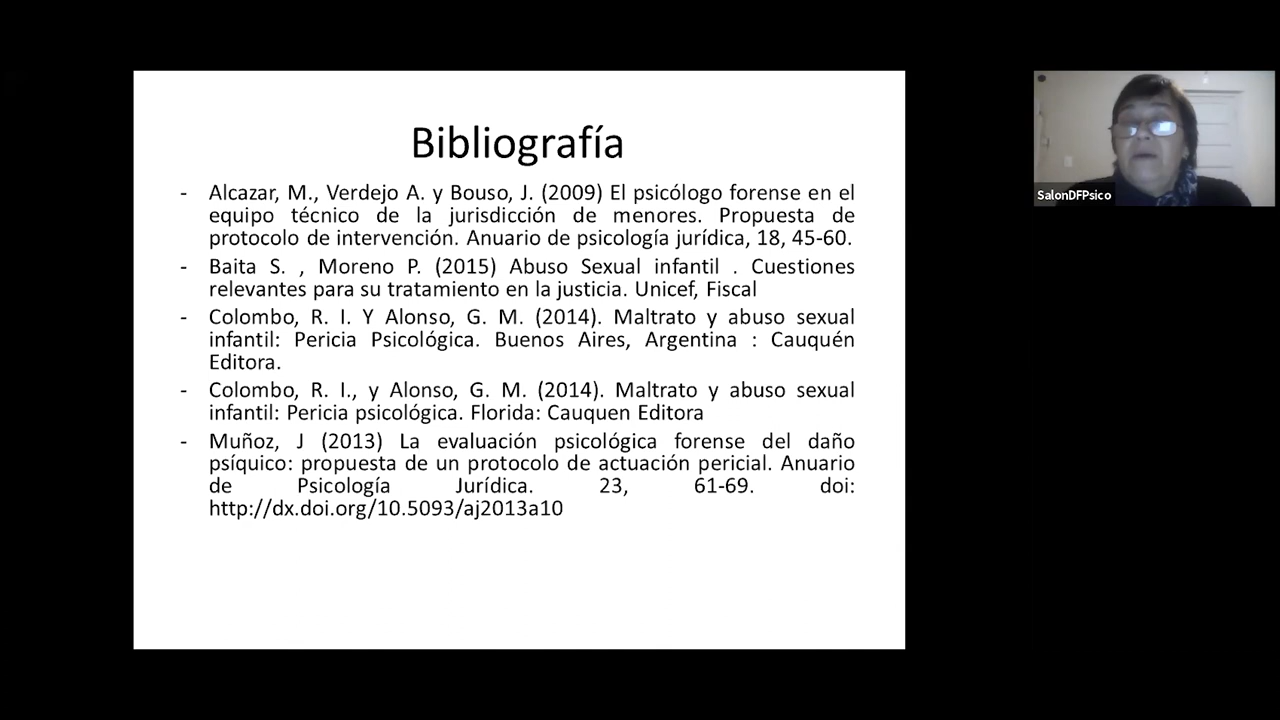 Bibliografía
- Alcazar, M., Verdejo A. y Bouso, J. (2009) El psicólogo forense en el
equipo técnico de la jurisdicción de menores. Propuesta de
protocolo de intervención. Anuario de psicología jurídica, 18, 45-60.
- Baita S. , Moreno P. (2015) Abuso Sexual infantil . Cuestiones
relevantes para su tratamiento en la justicia. Unicef, Fiscal
- Colombo, R. I. Y Alonso, G. M. (2014). Maltrato y abuso sexual
infantil: Pericia Psicológica. Buenos Aires, Argentina : Cauquén
Editora.
- Colombo, R. I., y Alonso, G. M. (2014). Maltrato y abuso sexual
infantil: Pericia psicológica. Florida: Cauquen Editora
- Muñoz, J (2013) La evaluación psicológica forense del daño
psíquico: propuesta de un protocolo de actuación pericial. Anuario
de Psicología Jurídica. 23, 61-69. doi:
http://dx.doi.org/10.5093/aj2013a10
SalonDFPsico